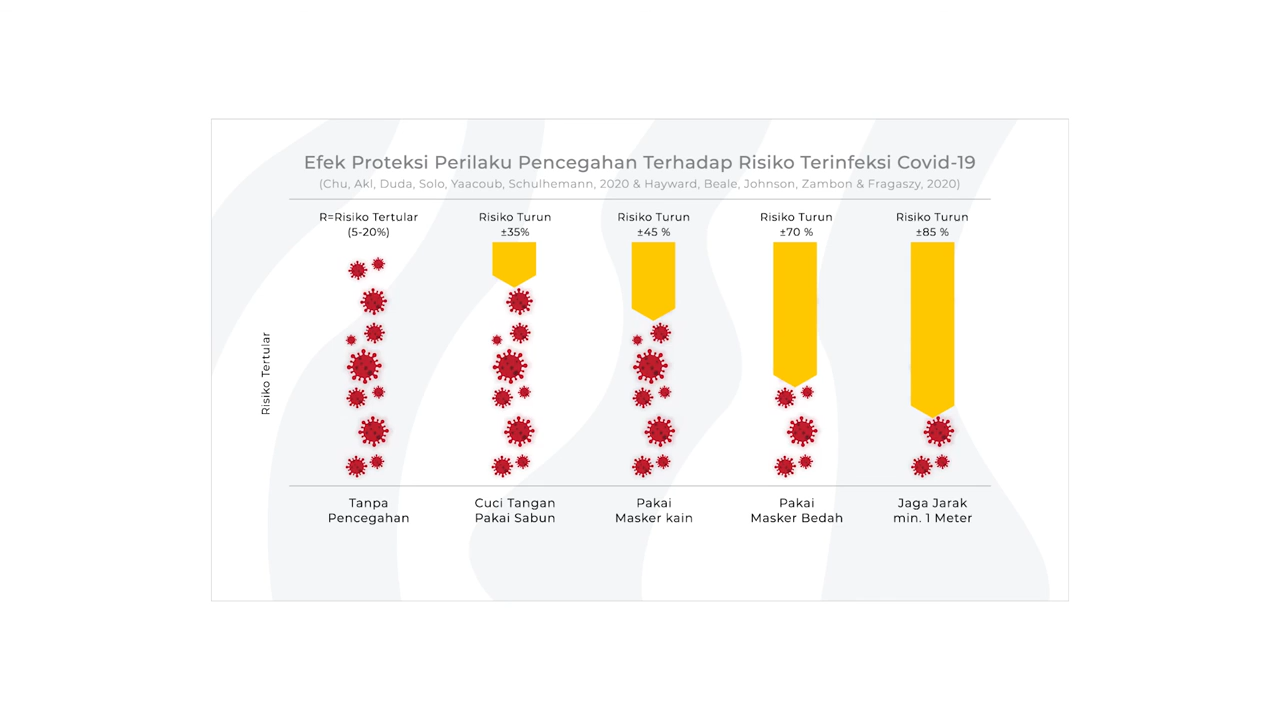 Efek Proteksi Perilaku Pencegahan Terhadap Risiko Terinfeksi Covid-19
(Chu, Akl, Duda, Solo, Yaacoub, Schulhemann, 2020 & Hayward, Beale, Johnson, Zambon & Fragaszy, 2020)
R=Risiko Tertular
(5-20%)
Risiko Turun
±35%
Risiko Turun
±45 %
Risiko Turun
±70 %
Risiko Turun
±85 %
Risiko Tertular
Tanpa
Pencegahan
Cuci Tangan
Pakai Sabun
Pakai
Masker kain
Pakai
Masker Bedah
Jaga Jarak
min. 1 Meter